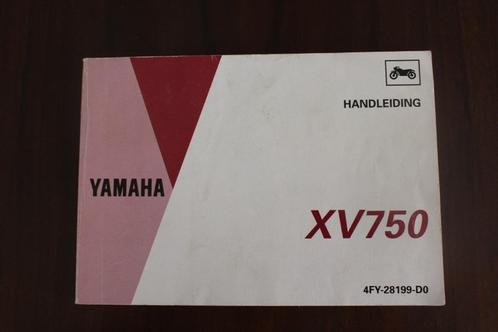 HANDLEIDING
YAMAHA
XV750
4FY-28199-D0